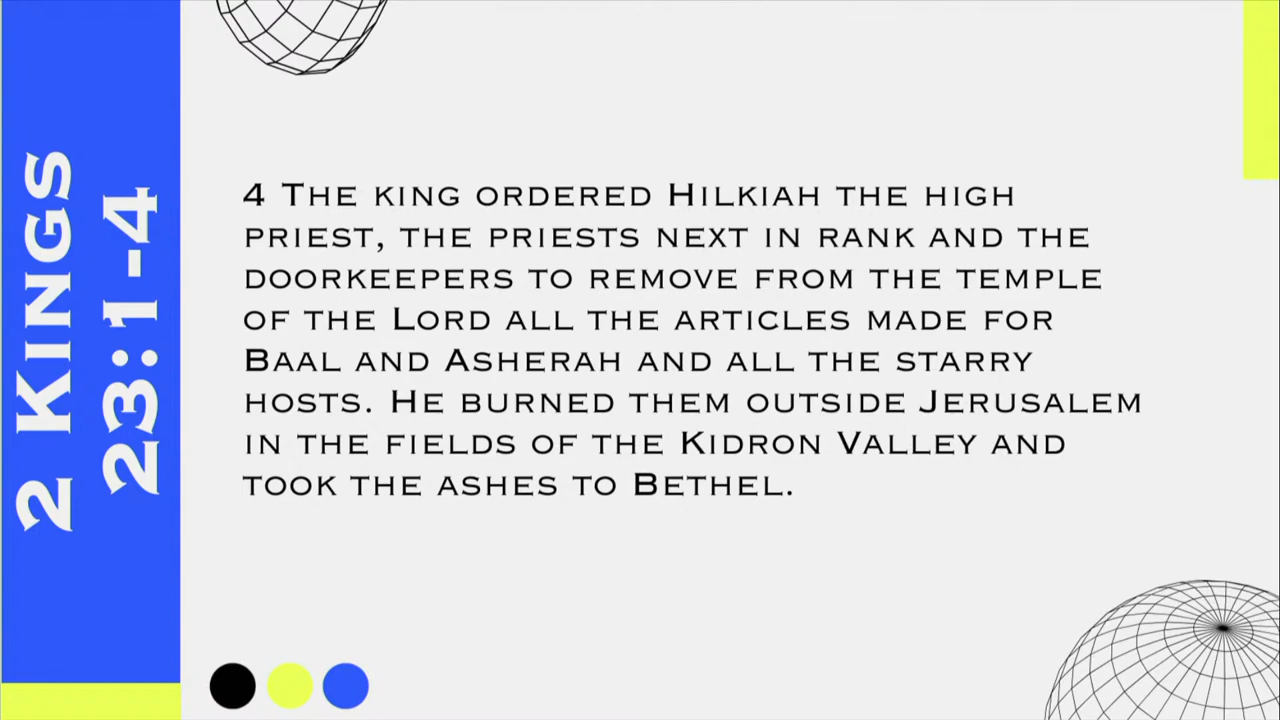 2 Kings
23:1-4
4 The king ordered Hilkiah the high
priest, the priests next in rank and the
doorkeepers to remove from the temple
of the Lord all the articles made for
Baal and Asherah and all the starry
hosts. He burned them outside Jerusalem
in the fields of the Kidron Valley and
took the ashes to Bethel.